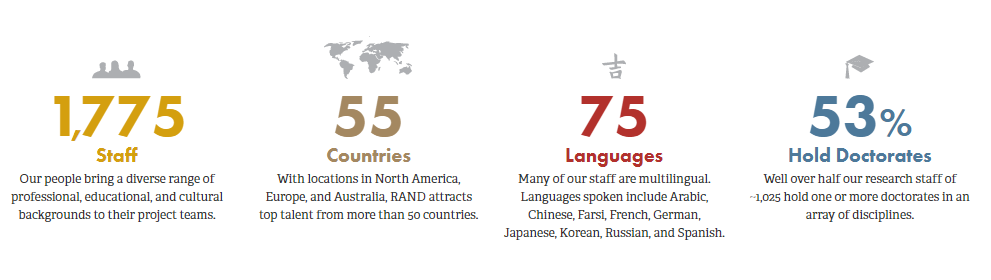 吉
1,775
Staff
Our people bring a diverse range of
professional, educational, and cultural
backgrounds to their project teams.
55
Countries
With locations in North America,
Europe, and Australia, RAND attracts
top talent from more than 50 countries.
75
Languages
Many of our staff are multilingual.
Languages spoken include Arabic,
Chinese, Farsi, French, German,
Japanese, Korean, Russian, and Spanish.
53%
Hold Doctorates
Well over half our research staff of
~1,025 hold one or more doctorates in an
array of disciplines.